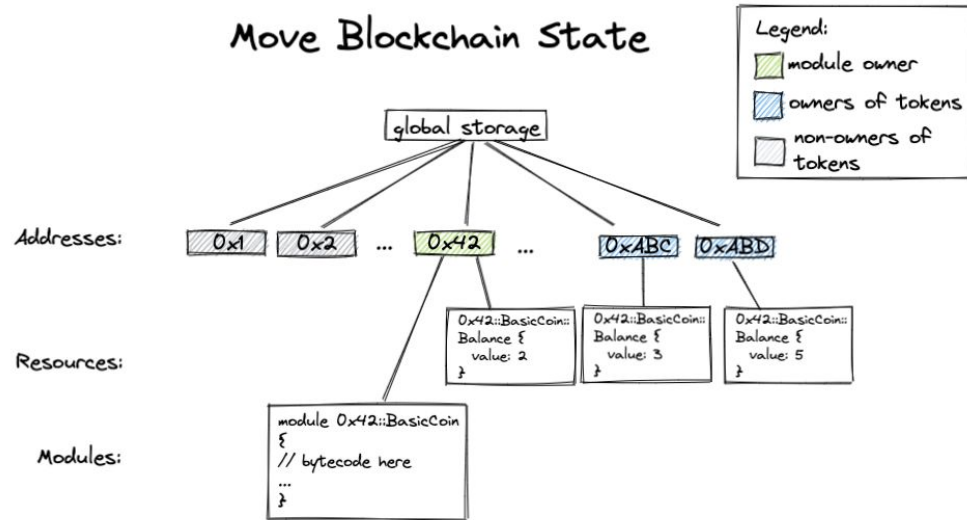 Move Blockchain State
Legend:
module owner
owners of tokens
non-owners of
tokens
global storage
Addresses:
0x1
0x2
...
0x42
...
0xABC
0xABD
Resources:
0x42::BasicCoin::
Balance {
value: 2
}
0x42::BasicCoin::
Balance {
value: 3
}
0x42::BasicCoin::
Balance {
value: 5
}
Modules:
module 0x42::BasicCoin
{
// bytecode here
...
}